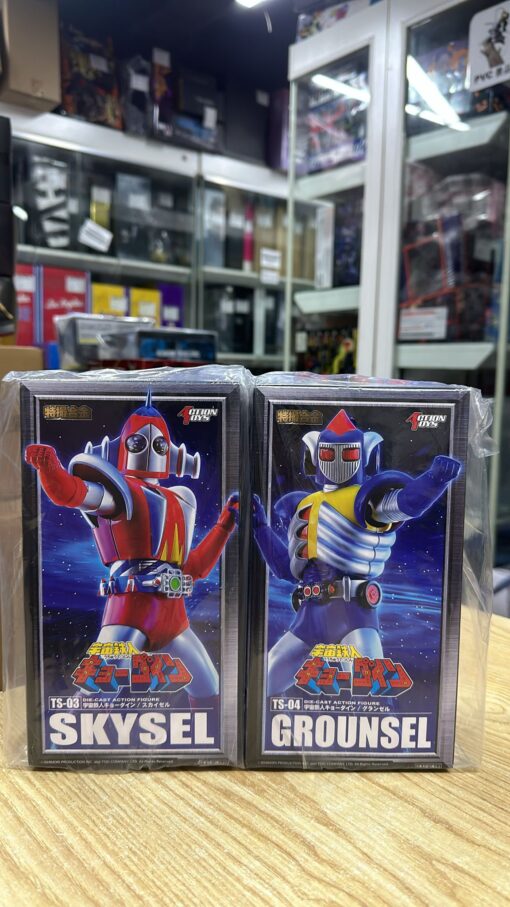 特撮合金
ACTION
TOYS
宇宙鉄人
キョーダイン
TS-03
DIE-CAST ACTION FIGURE
宇宙鉄人キョーダイン / スカイゼル
SKYSEL
特撮合金
ACTION
TOYS
宇宙鉄人
キョーダイン
TS-04
DIE-CAST ACTION FIGURE
宇宙鉄人キョーダイン / グランゼル
GROUNSEL
PVC